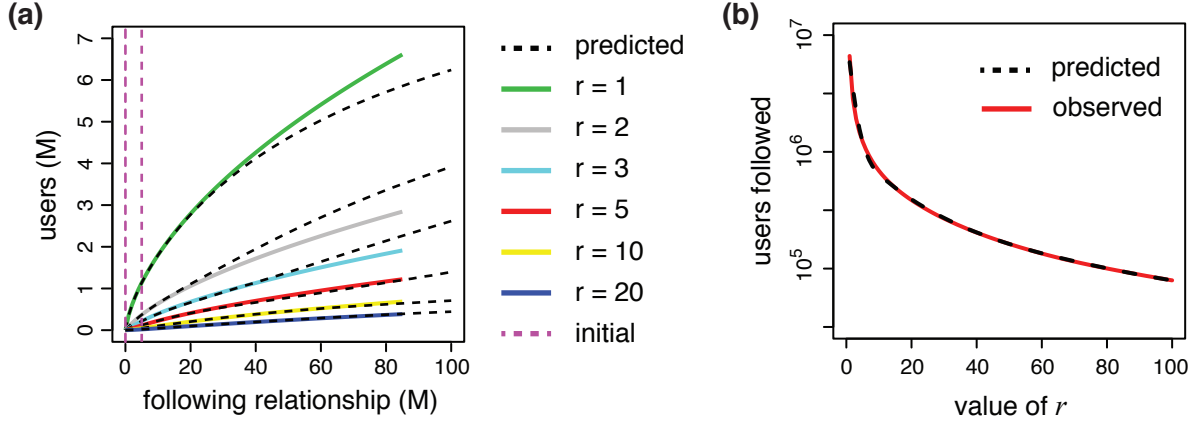 (a)
7
6
5
4
3
2
1
0
users (M)
0 20 40 60 80 100
following relationship (M)
predicted
r = 1
r = 2
r = 3
r = 5
r = 10
r = 20
initial
(b)
10^7
10^6
10^5
users followed
0 20 40 60 80 100
value of r
predicted
observed